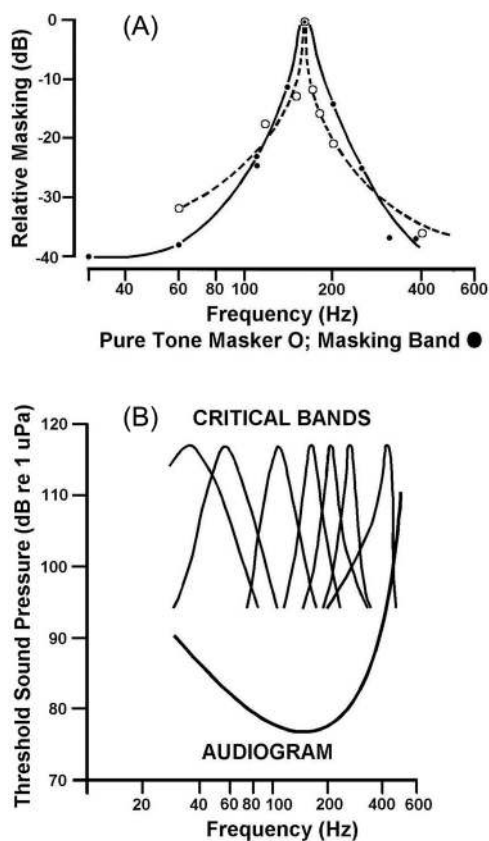 (A)
Relative Masking (dB)
0
-10
-20
-30
-40
40 60 80 100 200 400 600
Frequency (Hz)
Pure Tone Masker O; Masking Band ●
(B)
CRITICAL BANDS
Threshold Sound Pressure (dB re 1 uPa)
120
110
100
90
80
70
AUDIOGRAM
20 40 60 80 100 200 400 600
Frequency (Hz)